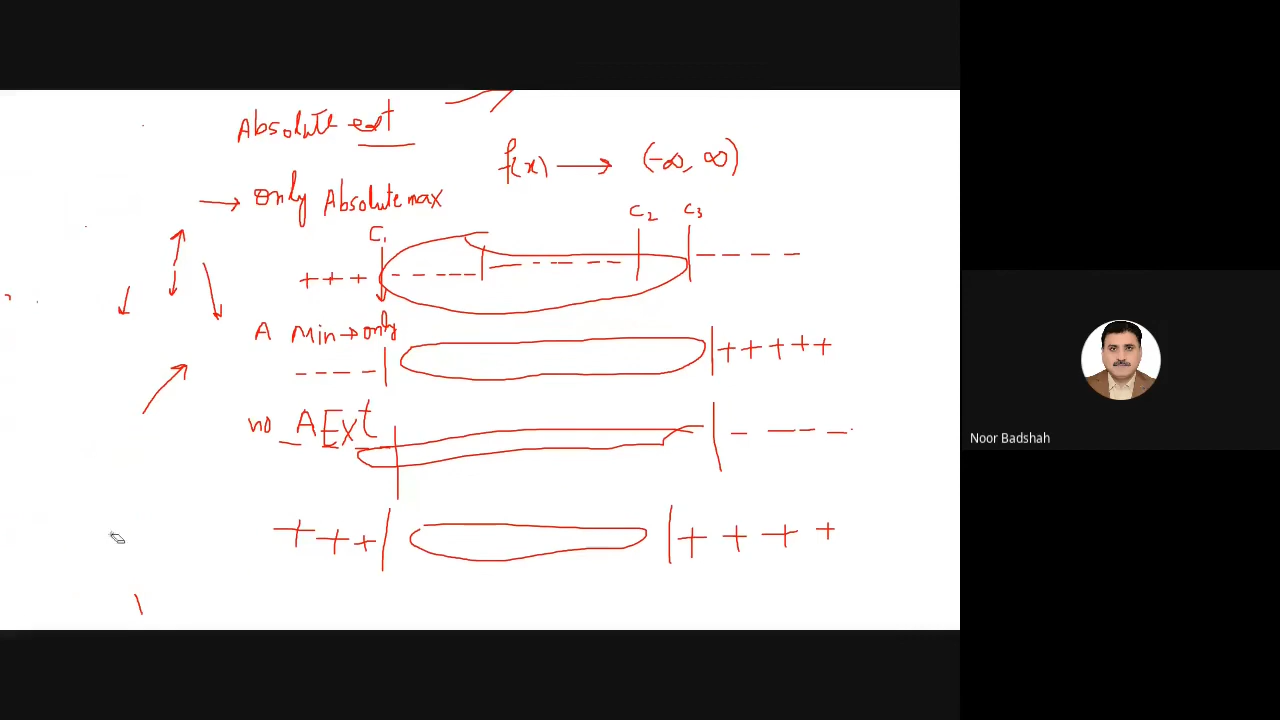 Absolute ext
f(x) ⟶ (-∞, ∞)
→ only Absolute max
C₁ C₂ C₃
+ + + - - - - - - - - - - - - - - - - -
A Min → only
- - - - + + + + +
no A Ext
- - - - -
+ + + + + + +
Noor Badshah